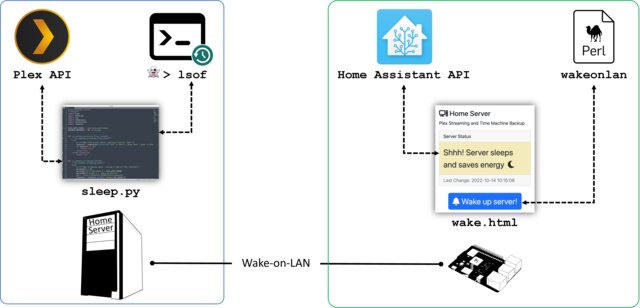 Plex API
> lsof
sleep.py
Home
Server
Wake-on-LAN
Home Assistant API
Perl
wakeonlan
Home Server
Plex Streaming and Time Machine Backup
Server Status
Shhh! Server sleeps
and saves energy
Last Change: 2022-10-14 10:15:08
Wake up server!
wake.html